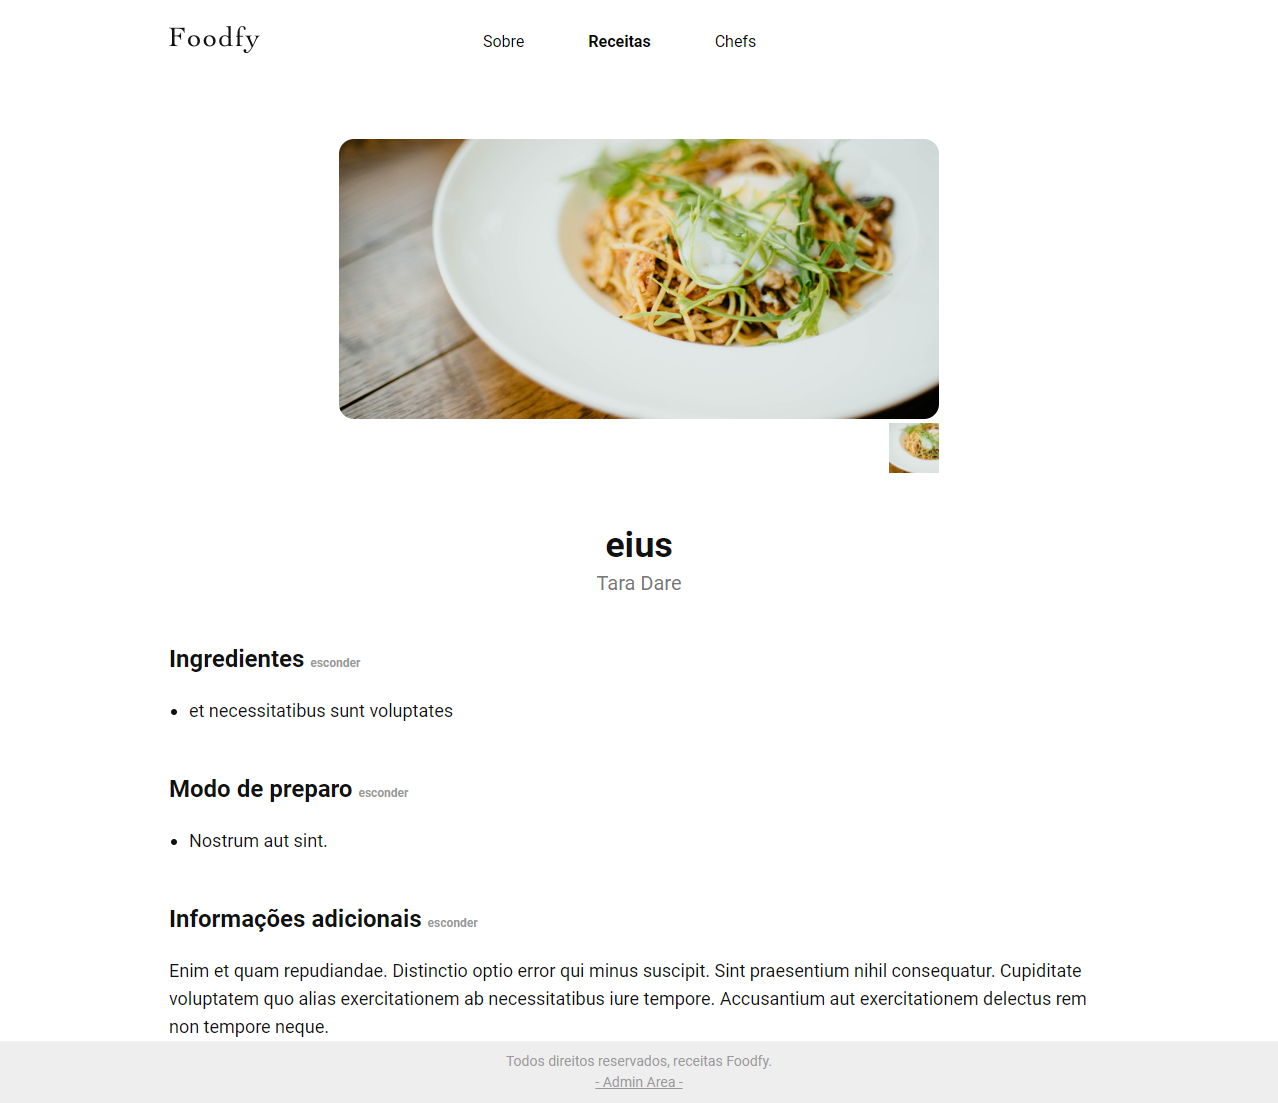 Foodfy
Sobre Receitas Chefs
eius
Tara Dare
Ingredientes esconder
• et necessitatibus sunt voluptates
Modo de preparo esconder
• Nostrum aut sint.
Informações adicionais esconder
Enim et quam repudiandae. Distinctio optio error qui minus suscipit. Sint praesentium nihil consequatur. Cupiditate
voluptatem quo alias exercitationem ab necessitatibus iure tempore. Accusantium aut exercitationem delectus rem
non tempore neque.
Todos direitos reservados, receitas Foodfy.
- Admin Area -